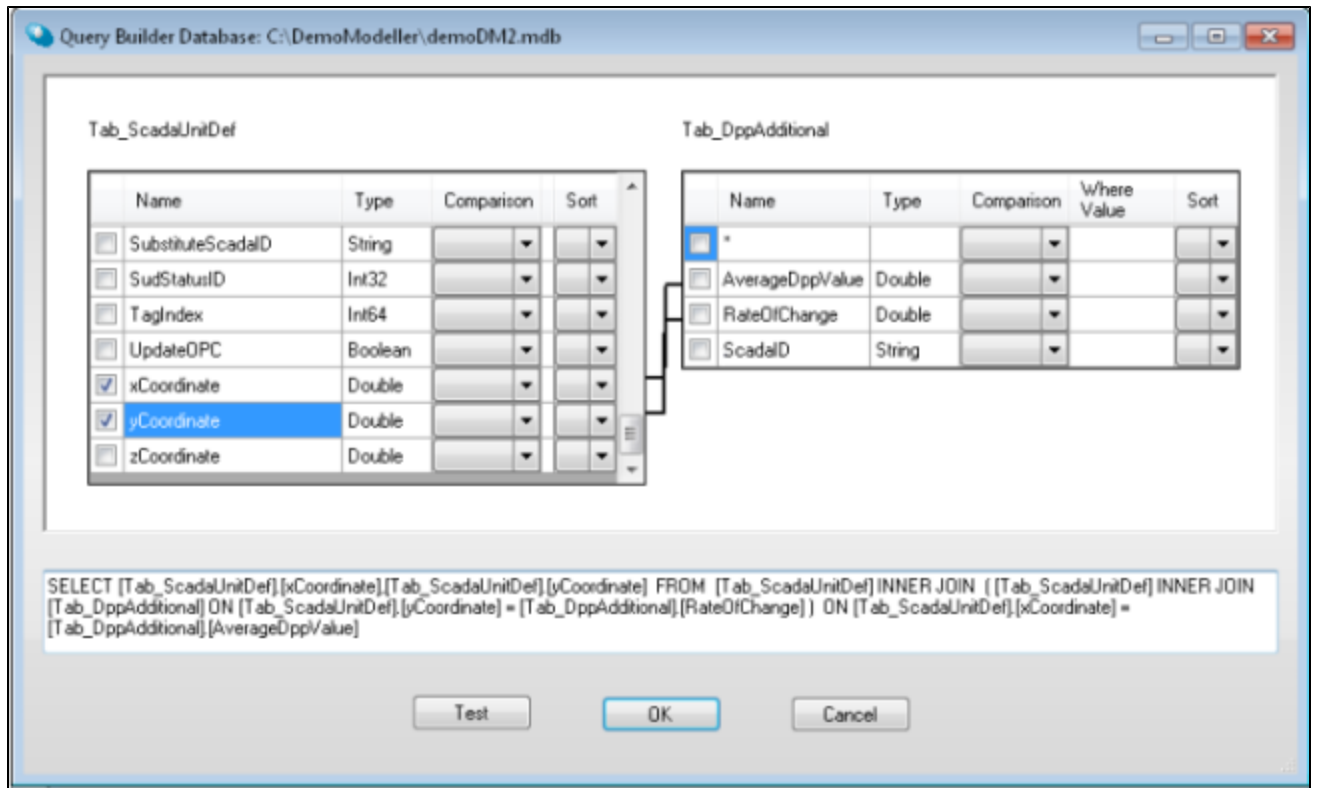 Query Builder Database: C:\DemoModeller\demoDM2.mdb
Tab_ScadaUnitDef
Name Type Comparison Sort
SubstituteScadaID String
SudStatusID Int32
TagIndex Int64
UpdateOPC Boolean
xCoordinate Double
yCoordinate Double
zCoordinate Double
Tab_DppAdditional
Name Type Comparison Where Value Sort
*
AverageDppValue Double
RateOfChange Double
ScadaID String
SELECT [Tab_ScadaUnitDef].[xCoordinate],[Tab_ScadaUnitDef].[yCoordinate] FROM [Tab_ScadaUnitDef] INNER JOIN ( [Tab_ScadaUnitDef] INNER JOIN
[Tab_DppAdditional] ON [Tab_ScadaUnitDef].[yCoordinate] = [Tab_DppAdditional].[RateOfChange] ) ON [Tab_ScadaUnitDef].[xCoordinate] =
[Tab_DppAdditional].[AverageDppValue]
Test OK Cancel